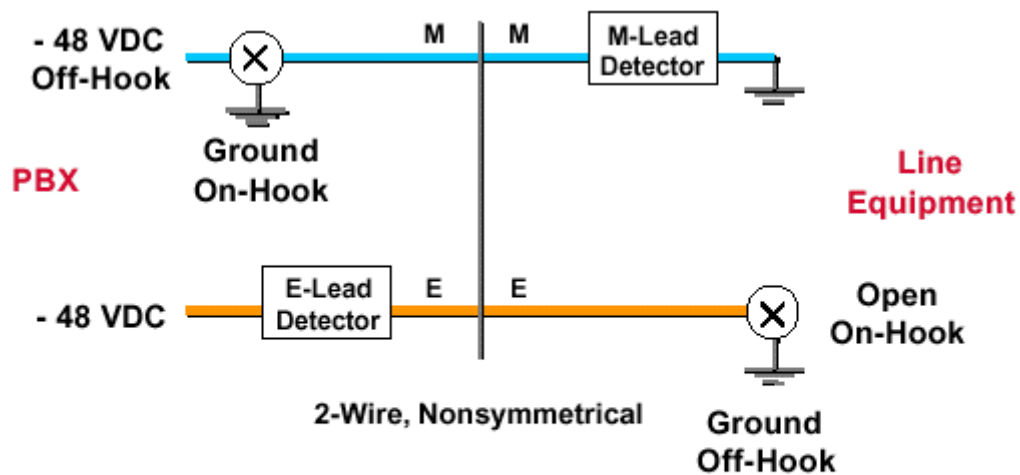 - 48 VDC
Off-Hook
M
M
M-Lead
Detector
Ground
On-Hook
PBX
Line
Equipment
- 48 VDC
E-Lead
Detector
E
E
Open
On-Hook
2-Wire, Nonsymmetrical
Ground
Off-Hook